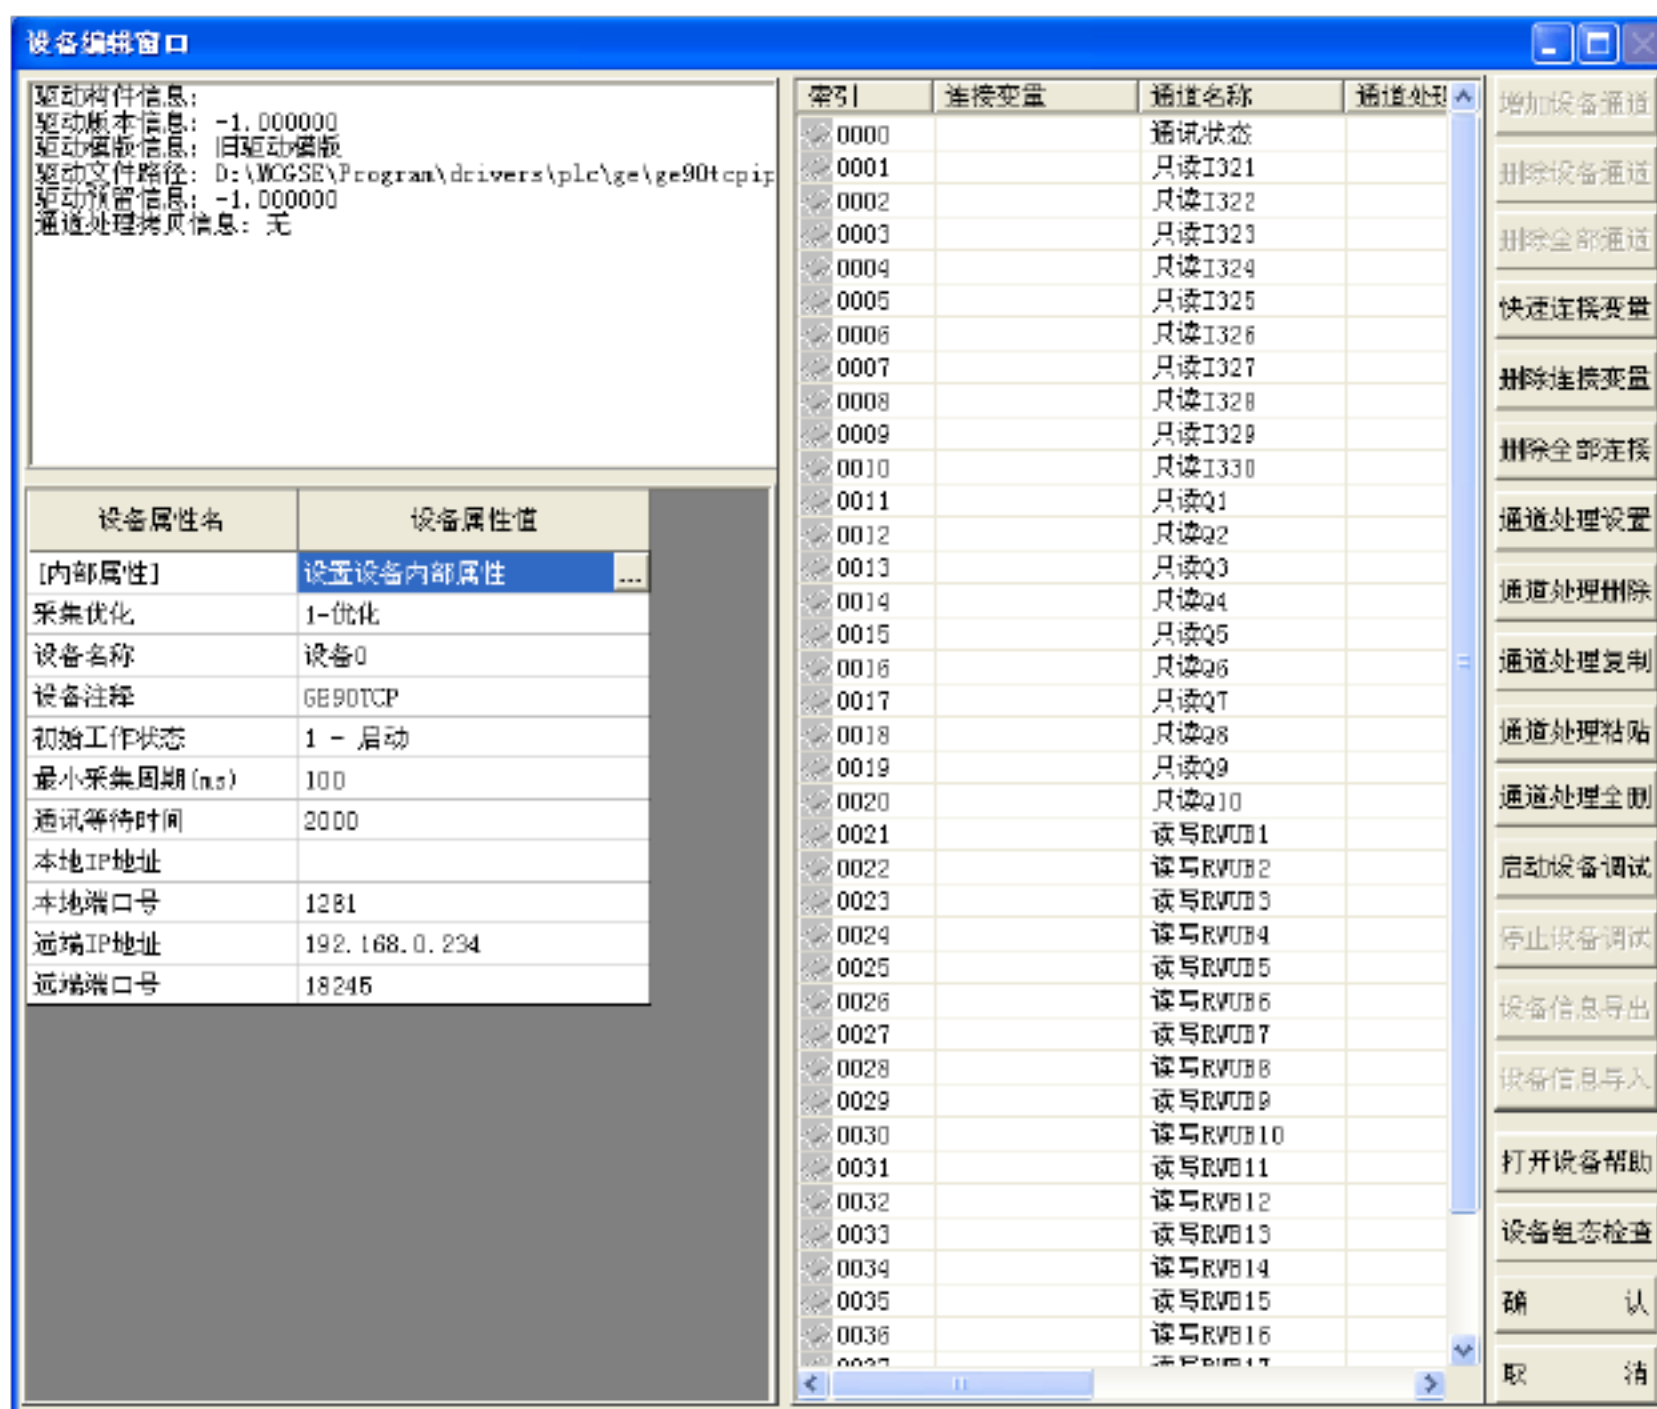 设备编辑窗口
驱动构件信息:
驱动版本信息: -1.000000
驱动模版信息: 旧驱动模版
驱动文件路径: D:\MCGSE\Program\drivers\plc\ge\ge90tcpip
驱动预留信息: -1.000000
通道处理拷贝信息: 无
设备属性名 设备属性值
[内部属性] 设置设备内部属性 ...
采集优化 1-优化
设备名称 设备0
设备注释 GE90TCP
初始工作状态 1 - 启动
最小采集周期(ms) 100
通讯等待时间 2000
本地IP地址
本地端口号 1281
远端IP地址 192.168.0.234
远端端口号 18245
索引 连接变量 通道名称 通道处理
0000 通讯状态
0001 只读I321
0002 只读I322
0003 只读I323
0004 只读I324
0005 只读I325
0006 只读I326
0007 只读I327
0008 只读I328
0009 只读I329
0010 只读I330
0011 只读Q1
0012 只读Q2
0013 只读Q3
0014 只读Q4
0015 只读Q5
0016 只读Q6
0017 只读Q7
0018 只读Q8
0019 只读Q9
0020 只读Q10
0021 读写RWUB1
0022 读写RWUB2
0023 读写RWUB3
0024 读写RWUB4
0025 读写RWUB5
0026 读写RWUB6
0027 读写RWUB7
0028 读写RWUB8
0029 读写RWUB9
0030 读写RWUB10
0031 读写RWB11
0032 读写RWB12
0033 读写RWB13
0034 读写RWB14
0035 读写RWB15
0036 读写RWB16
0037 读写RWB17
增加设备通道
删除设备通道
删除全部通道
快速连接变量
删除连接变量
删除全部连接
通道处理设置
通道处理删除
通道处理复制
通道处理粘贴
通道处理全删
启动设备调试
停止设备调试
设备信息导出
设备信息导入
打开设备帮助
设备组态检查
确 认
取 消